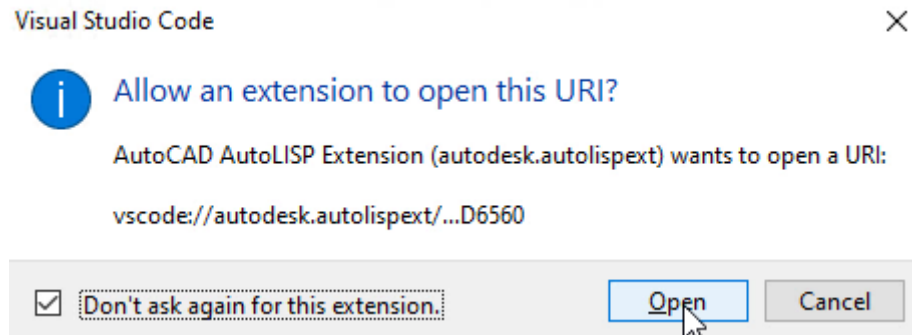 Visual Studio Code
Allow an extension to open this URI?
AutoCAD AutoLISP Extension (autodesk.autolispext) wants to open a URI:
vscode://autodesk.autolispext/...D6560
Don't ask again for this extension.
Open
Cancel